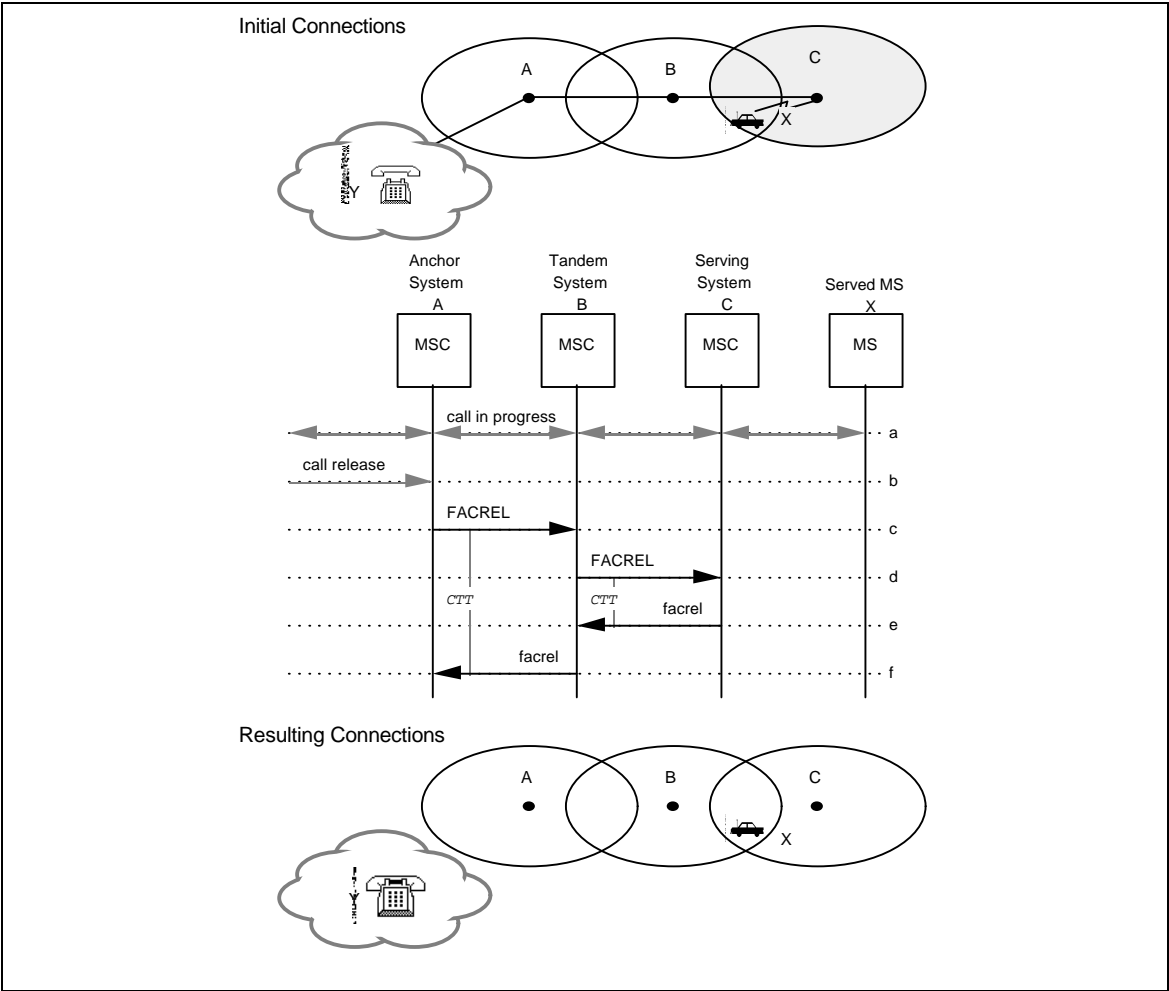 Initial Connections
A
B
C
X
Y
Anchor
System
A
Tandem
System
B
Serving
System
C
Served MS
X
MSC
MSC
MSC
MS
call in progress
a
call release
b
FACREL
c
FACREL
d
CTT
CTT
facrel
e
facrel
f
Resulting Connections
A
B
C
X
Y